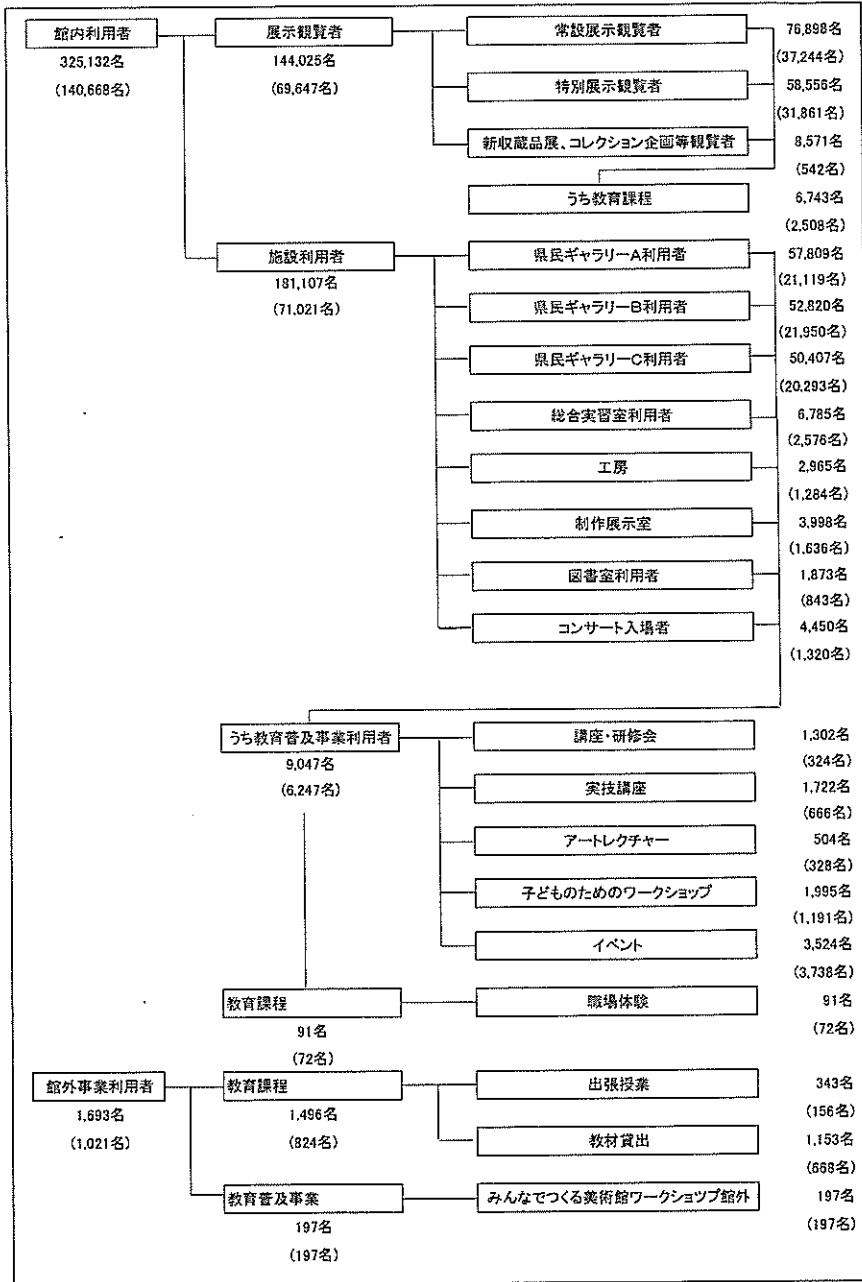 館内利用者 展示観覧者 常設展示観覧者 76,898名
325,132名 144,025名 (37,244名)
(140,668名) (69,647名) 特別展示観覧者 58,556名
(31,861名)
新収蔵品展、コレクション企画等観覧者 8,571名
(542名)
うち教育課程 6,743名
(2,508名)
施設利用者 県民ギャラリーA利用者 57,809名
181,107名 (21,119名)
(71,021名) 県民ギャラリーB利用者 52,820名
(21,950名)
県民ギャラリーC利用者 50,407名
(20,293名)
総合実習室利用者 6,785名
(2,576名)
工房 2,965名
(1,284名)
制作展示室 3,998名
(1,636名)
図書室利用者 1,873名
(843名)
コンサート入場者 4,450名
(1,320名)
うち教育普及事業利用者 講座・研修会 1,302名
9,047名 (324名)
(6,247名) 実技講座 1,722名
(666名)
アートレクチャー 504名
(328名)
子どものためのワークショップ 1,995名
(1,191名)
イベント 3,524名
(3,738名)
教育課程 職場体験 91名
91名 (72名)
(72名)
館外事業利用者 教育課程 出張授業 343名
1,693名 1,496名 (156名)
(1,021名) (824名) 教材貸出 1,153名
(668名)
教育普及事業 みんなでつくる美術館ワークショツプ館外 197名
197名 (197名)
(197名)